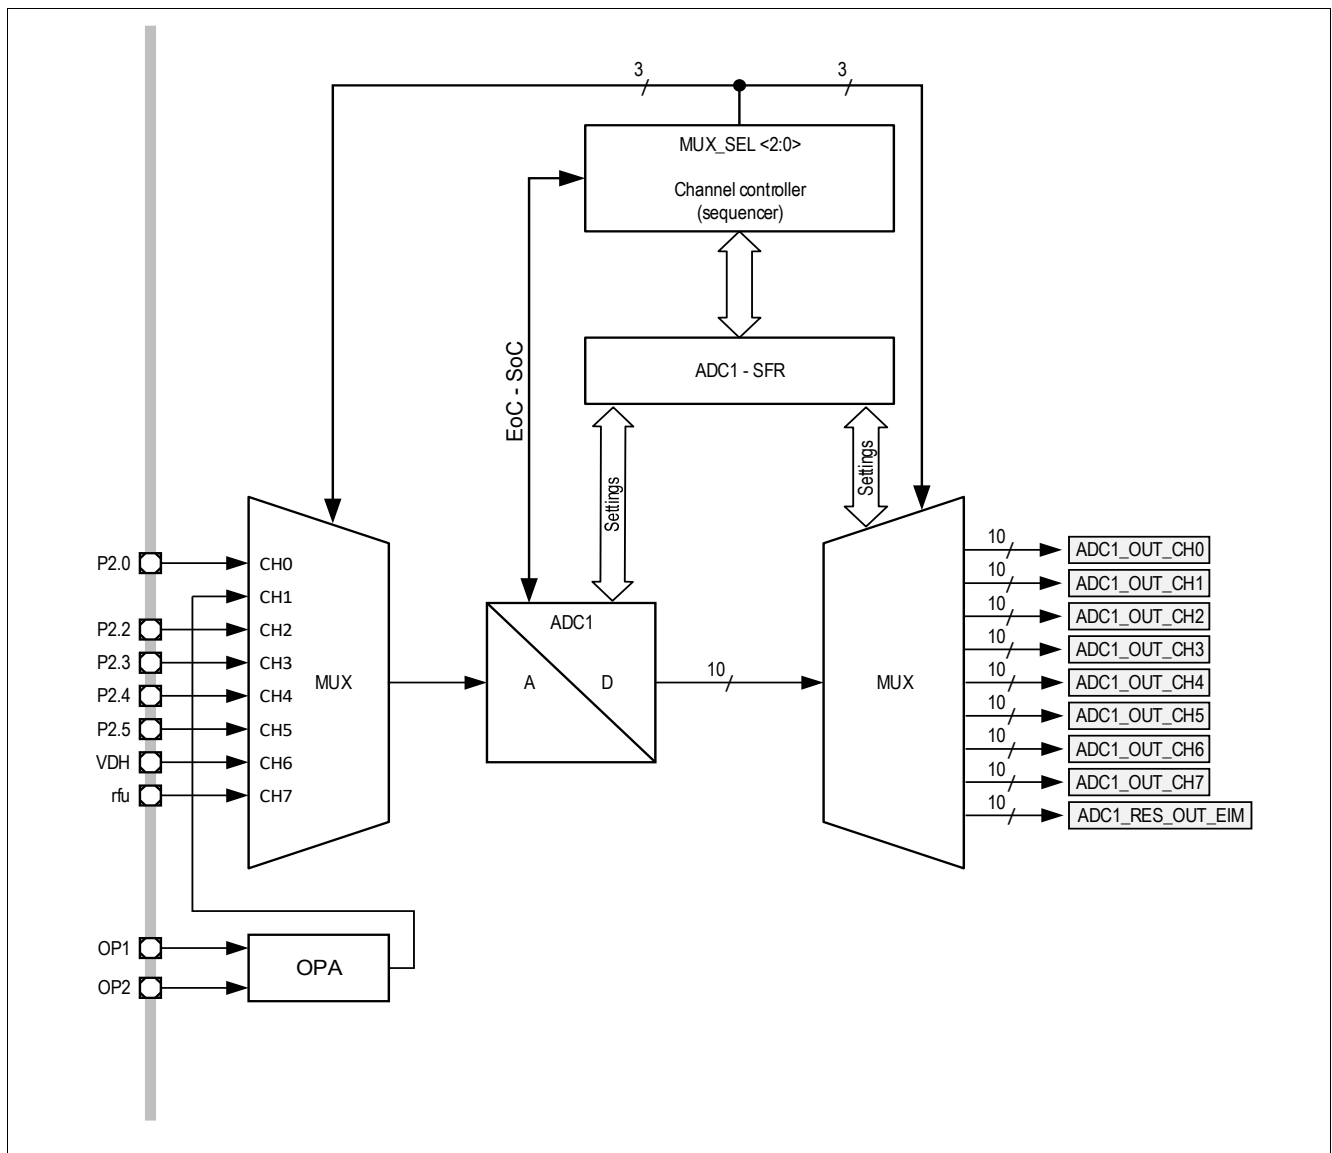 3
3
MUX_SEL <2:0>
Channel controller
(sequencer)
EoC - SoC
ADC1 - SFR
Settings
Settings
P2.0
CH0
CH1
P2.2
CH2
P2.3
CH3
P2.4
CH4
P2.5
CH5
VDH
CH6
rfu
CH7
MUX
ADC1
A
D
10
MUX
10
ADC1_OUT_CH0
10
ADC1_OUT_CH1
10
ADC1_OUT_CH2
10
ADC1_OUT_CH3
10
ADC1_OUT_CH4
10
ADC1_OUT_CH5
10
ADC1_OUT_CH6
10
ADC1_OUT_CH7
10
ADC1_RES_OUT_EIM
OP1
OP2
OPA